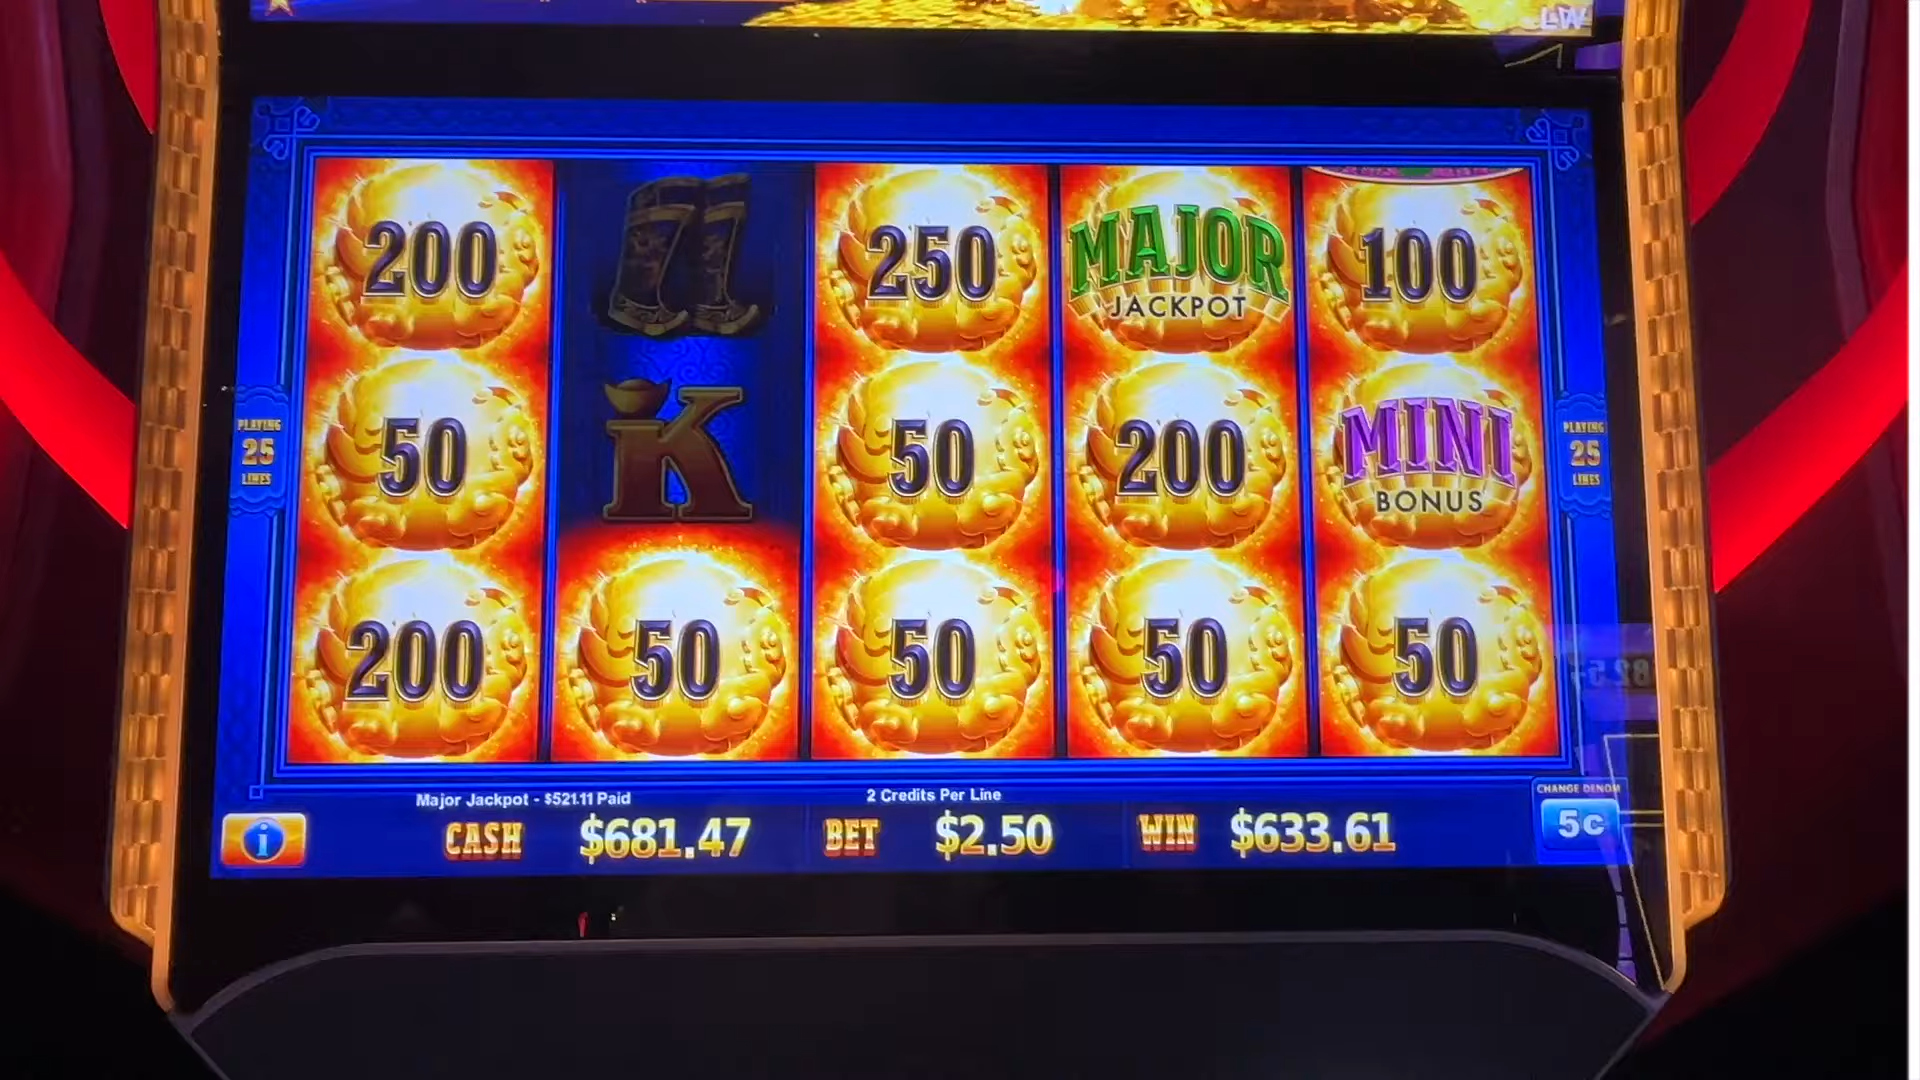 LW
200
250
MAJOR
JACKPOT
100
PLAYING
25
LINES
50
K
50
200
MINI
BONUS
PLAYING
25
LINES
200
50
50
50
50
Major Jackpot - $521.11 Paid
2 Credits Per Line
CHANGE DENOM
i
CASH $681.47 BET $2.50 WIN $633.61
5¢